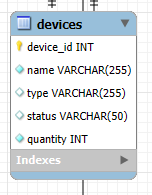 devices
device_id INT
name VARCHAR(255)
type VARCHAR(255)
status VARCHAR(50)
quantity INT
Indexes